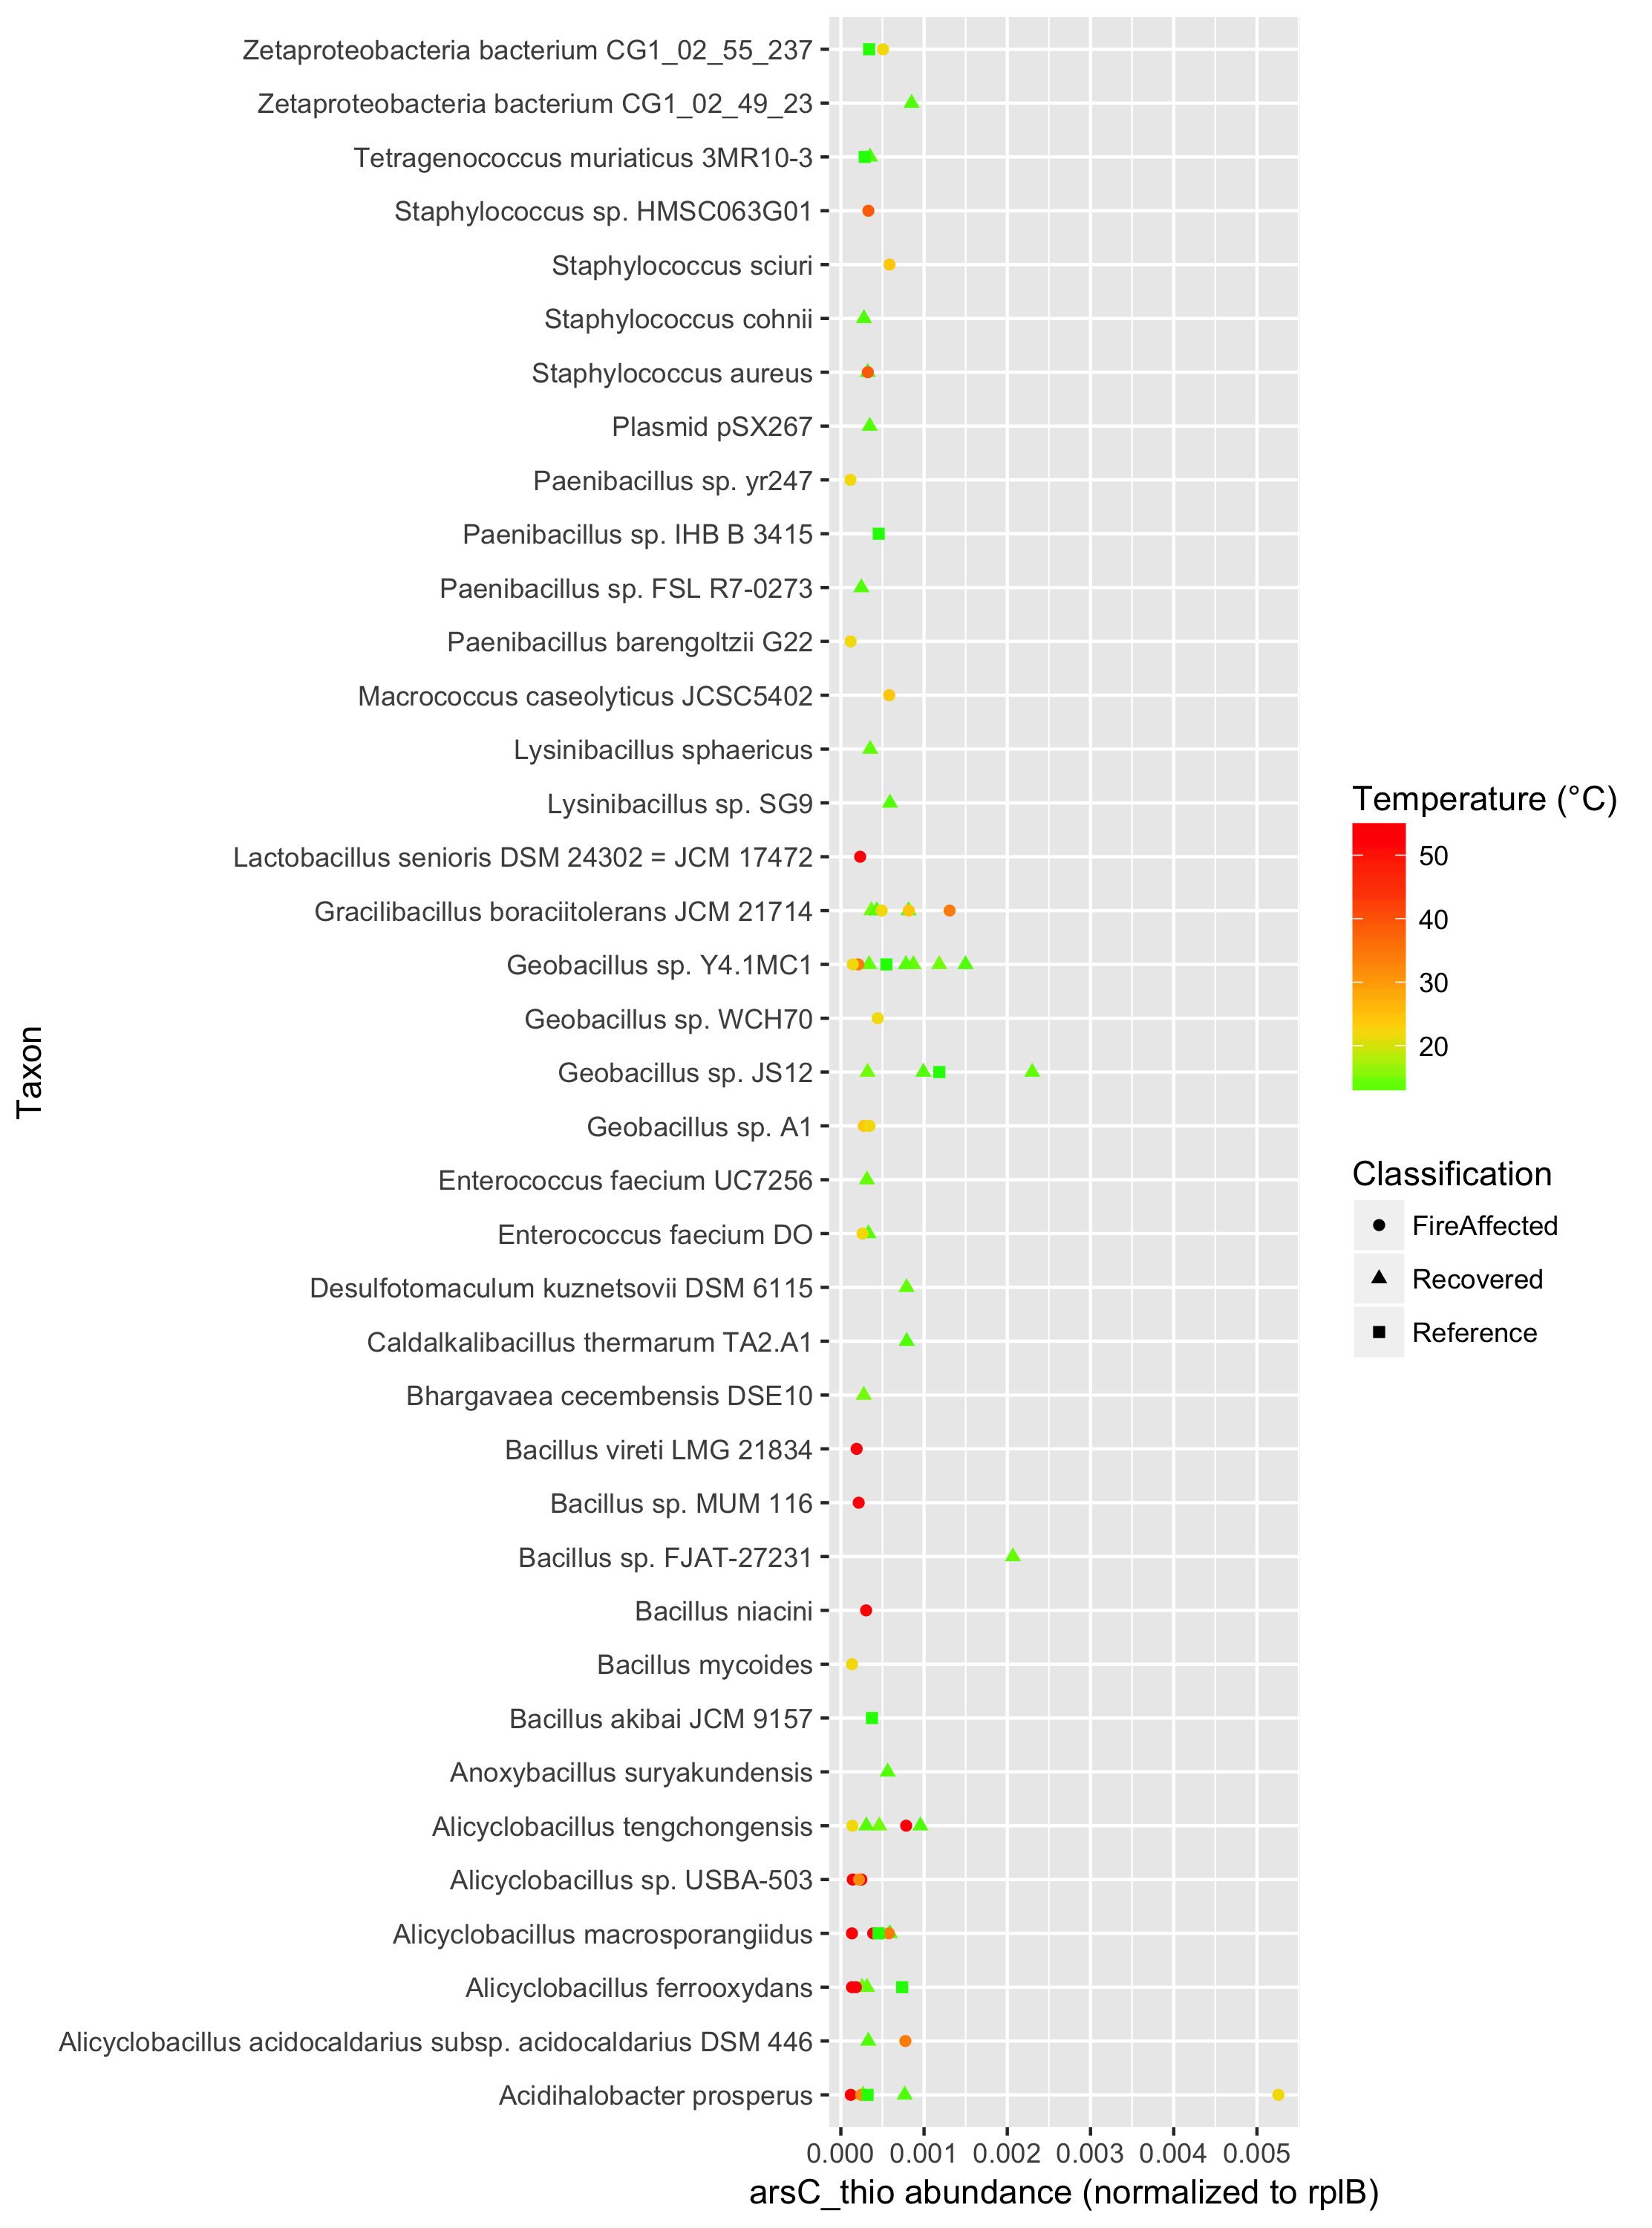 Taxon
Zetaproteobacteria bacterium CG1_02_55_237
Zetaproteobacteria bacterium CG1_02_49_23
Tetragenococcus muriaticus 3MR10-3
Staphylococcus sp. HMSC063G01
Staphylococcus sciuri
Staphylococcus cohnii
Staphylococcus aureus
Plasmid pSX267
Paenibacillus sp. yr247
Paenibacillus sp. IHB B 3415
Paenibacillus sp. FSL R7-0273
Paenibacillus barengoltzii G22
Macrococcus caseolyticus JCSC5402
Lysinibacillus sphaericus
Lysinibacillus sp. SG9
Lactobacillus senioris DSM 24302 = JCM 17472
Gracilibacillus boraciitolerans JCM 21714
Geobacillus sp. Y4.1MC1
Geobacillus sp. WCH70
Geobacillus sp. JS12
Geobacillus sp. A1
Enterococcus faecium UC7256
Enterococcus faecium DO
Desulfotomaculum kuznetsovii DSM 6115
Caldalkalibacillus thermarum TA2.A1
Bhargavaea cecembensis DSE10
Bacillus vireti LMG 21834
Bacillus sp. MUM 116
Bacillus sp. FJAT-27231
Bacillus niacini
Bacillus mycoides
Bacillus akibai JCM 9157
Anoxybacillus suryakundensis
Alicyclobacillus tengchongensis
Alicyclobacillus sp. USBA-503
Alicyclobacillus macrosporangiidus
Alicyclobacillus ferrooxydans
Alicyclobacillus acidocaldarius subsp. acidocaldarius DSM 446
Acidihalobacter prosperus
0.000 0.001 0.002 0.003 0.004 0.005
arsC_thio abundance (normalized to rplB)
Temperature (°C)
50
40
30
20
Classification
FireAffected
Recovered
Reference